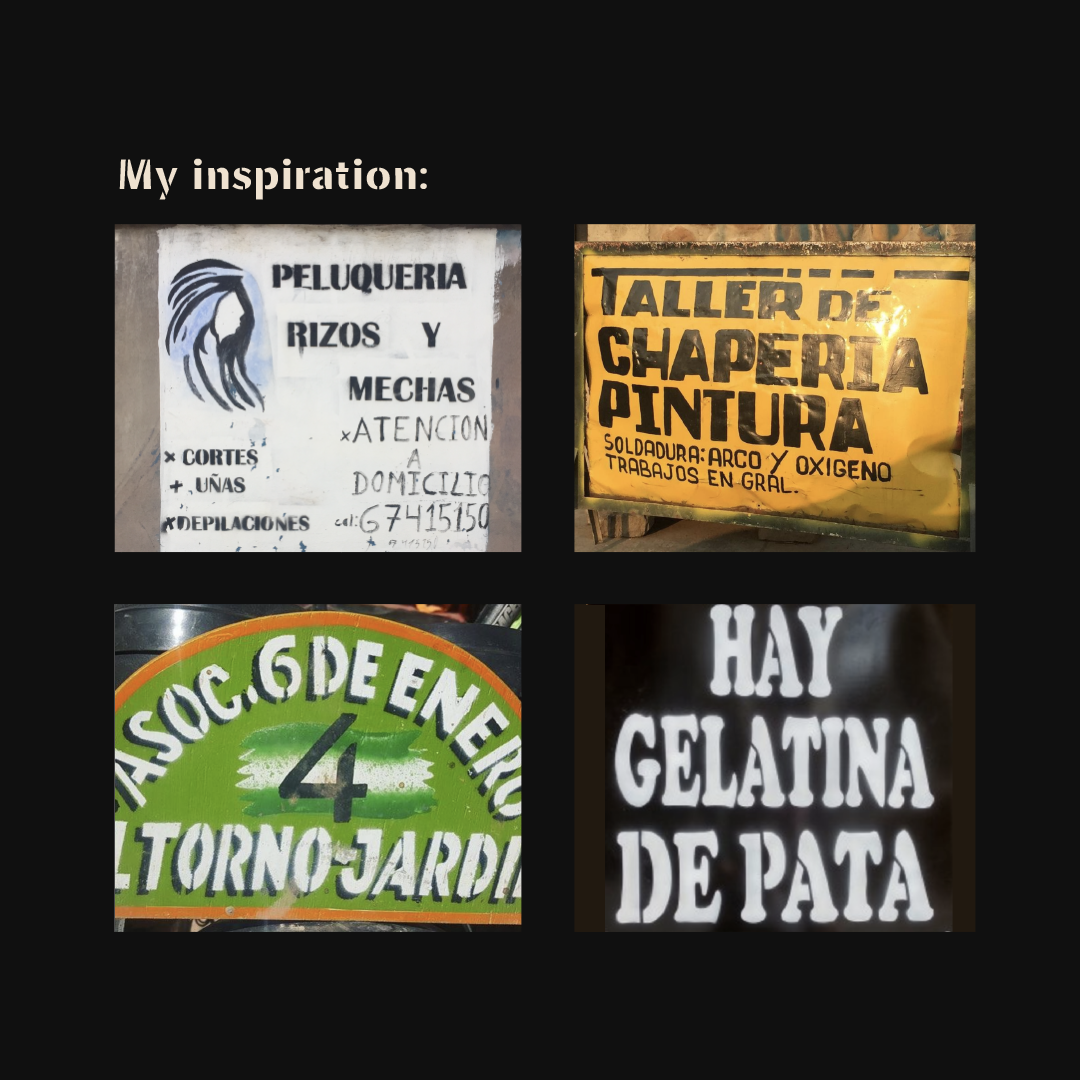 My inspiration:
PELUQUERIA
RIZOS Y
MECHAS
x ATENCION
A
DOMICILIO
cel: 67415150
x CORTES
+ UÑAS
x DEPILACIONES
TALLER DE
CHAPERIA
PINTURA
SOLDADURA: ARCO Y OXIGENO
TRABAJOS EN GRAL.
ASOC. 6 DE ENERO
4
LTORNO-JARDI
HAY
GELATINA
DE PATA